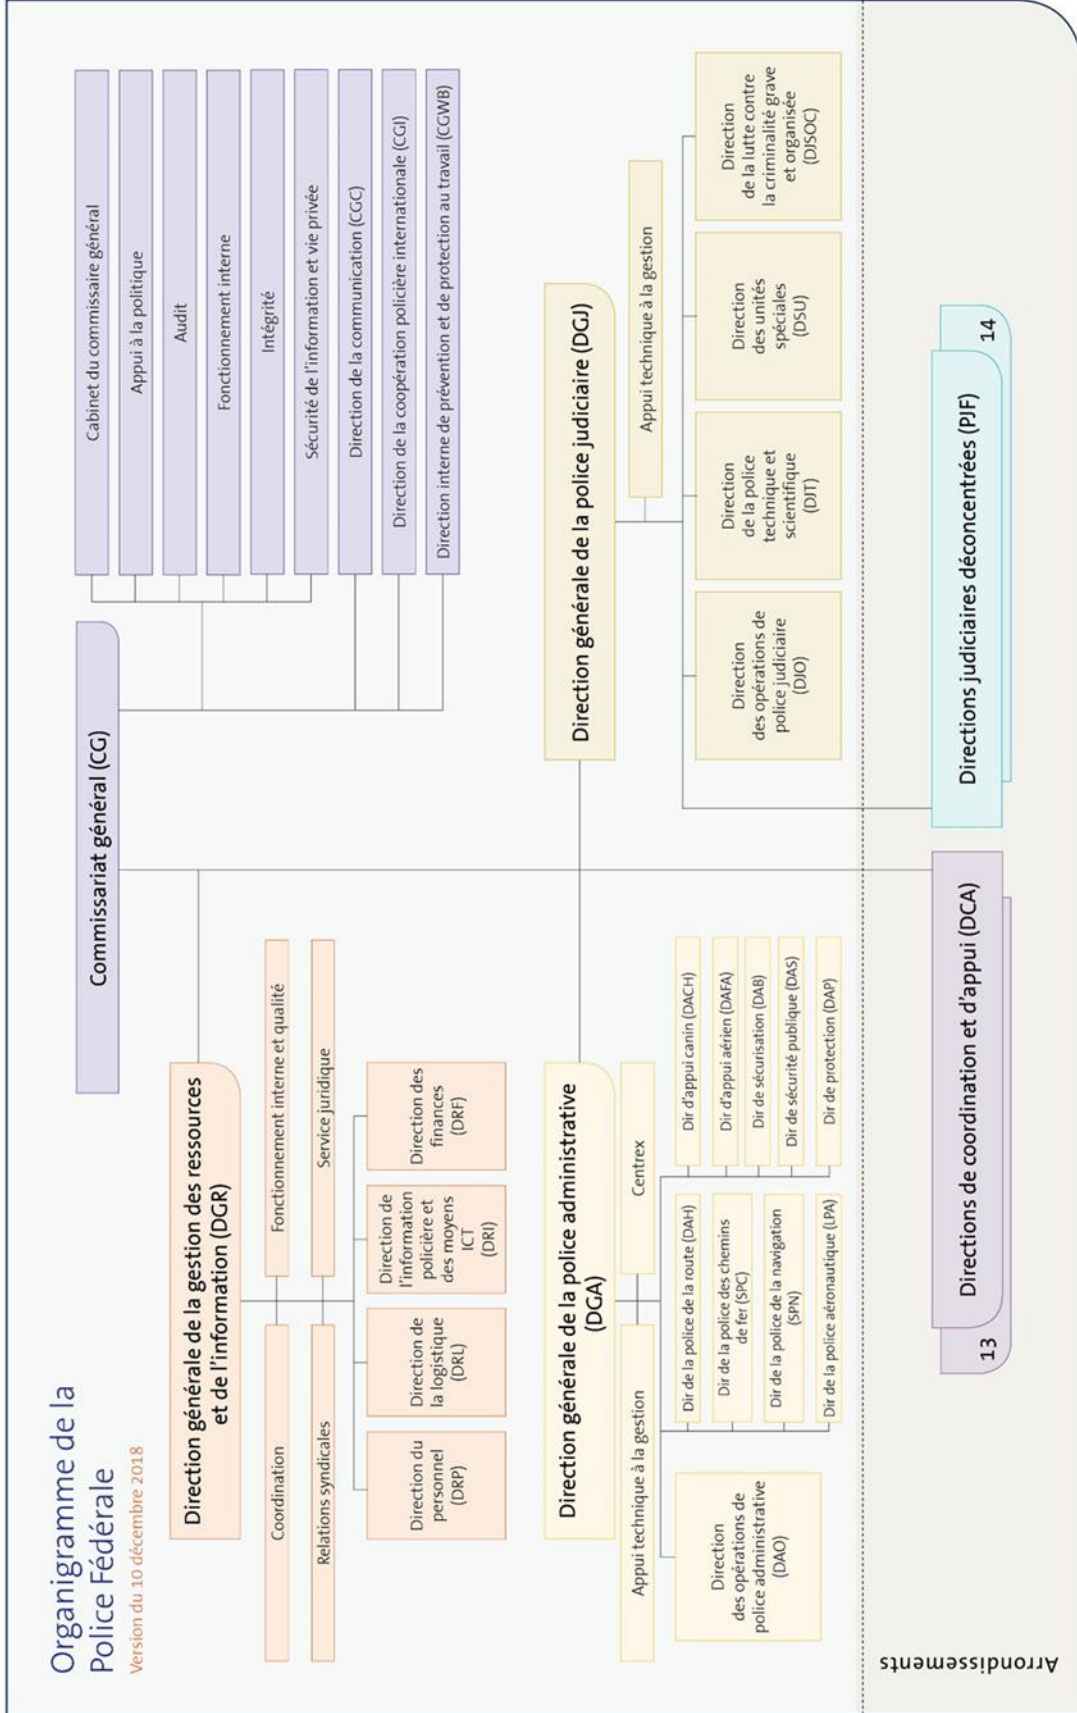 Organigramme de la
Police Fédérale
Version du 10 décembre 2018
Commissariat général (CG)
Cabinet du commissaire général
Appui à la politique
Audit
Fonctionnement interne
Intégrité
Sécurité de l'information et vie privée
Direction de la communication (CGC)
Direction de la coopération policière internationale (CGI)
Direction interne de prévention et de protection au travail (CGWB)
Direction générale de la gestion des ressources
et de l'information (DGR)
Coordination
Fonctionnement interne et qualité
Relations syndicales
Service juridique
Direction du
personnel
(DRP)
Direction de
la logistique
(DRL)
Direction de
l'information
policière et
des moyens
ICT
(DRI)
Direction des
finances
(DRF)
Direction générale de la police administrative
(DGA)
Appui technique à la gestion
Centrex
Direction
des opérations de
police administrative
(DAO)
Dir de la police de la route (DAH)
Dir de la police des chemins
de fer (SPC)
Dir de la police de la navigation
(SPN)
Dir de la police aéronautique (LPA)
Dir d'appui canin (DACH)
Dir d'appui aérien (DAFA)
Dir de sécurisation (DAB)
Dir de sécurité publique (DAS)
Dir de protection (DAP)
Direction générale de la police judiciaire (DGJ)
Appui technique à la gestion
Direction
des opérations de
police judiciaire
(DJO)
Direction
de la police
technique et
scientifique
(DJT)
Direction
des unités
spéciales
(DSU)
Direction
de la lutte contre
la criminalité grave
et organisée
(DJSOC)
Arrondissements
13
Directions de coordination et d'appui (DCA)
Directions judiciaires déconcentrées (PJF)
14